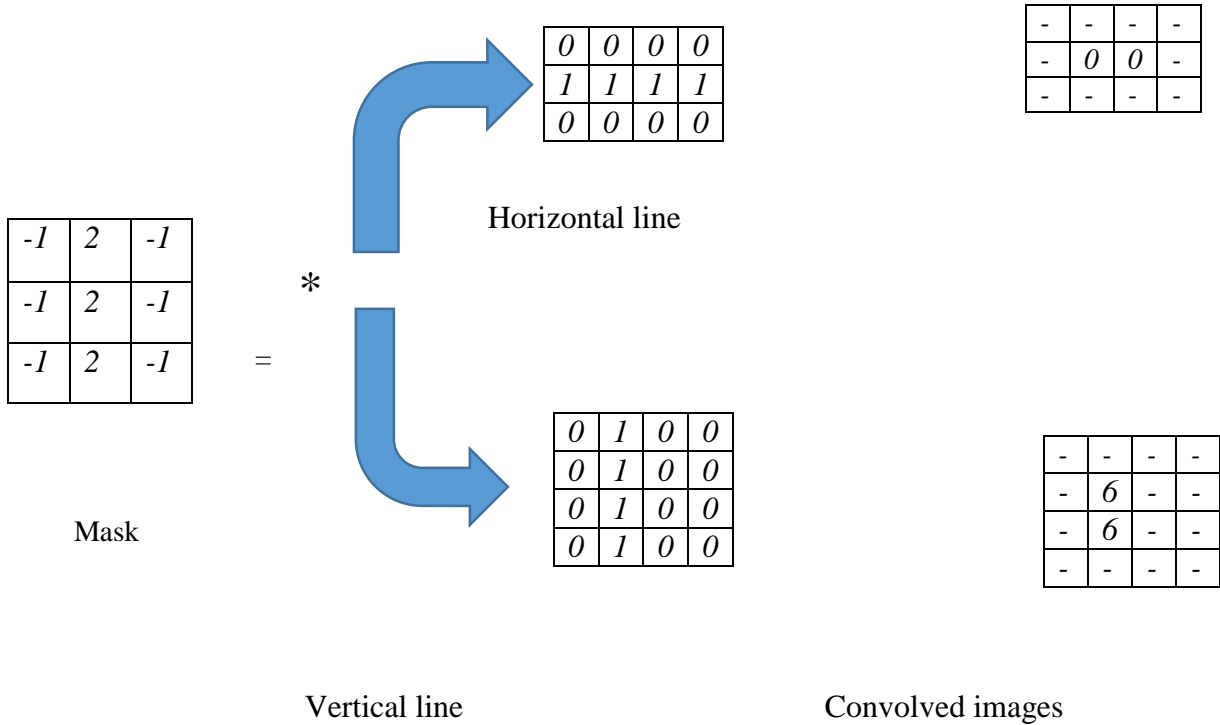 0 0 0 0
1 1 1 1
0 0 0 0
- - - -
- 0 0 -
- - - -
Horizontal line
-1 2 -1
-1 2 -1
-1 2 -1
*
=
Mask
0 1 0 0
0 1 0 0
0 1 0 0
0 1 0 0
- - - -
- 6 - -
- 6 - -
- - - -
Vertical line
Convolved images